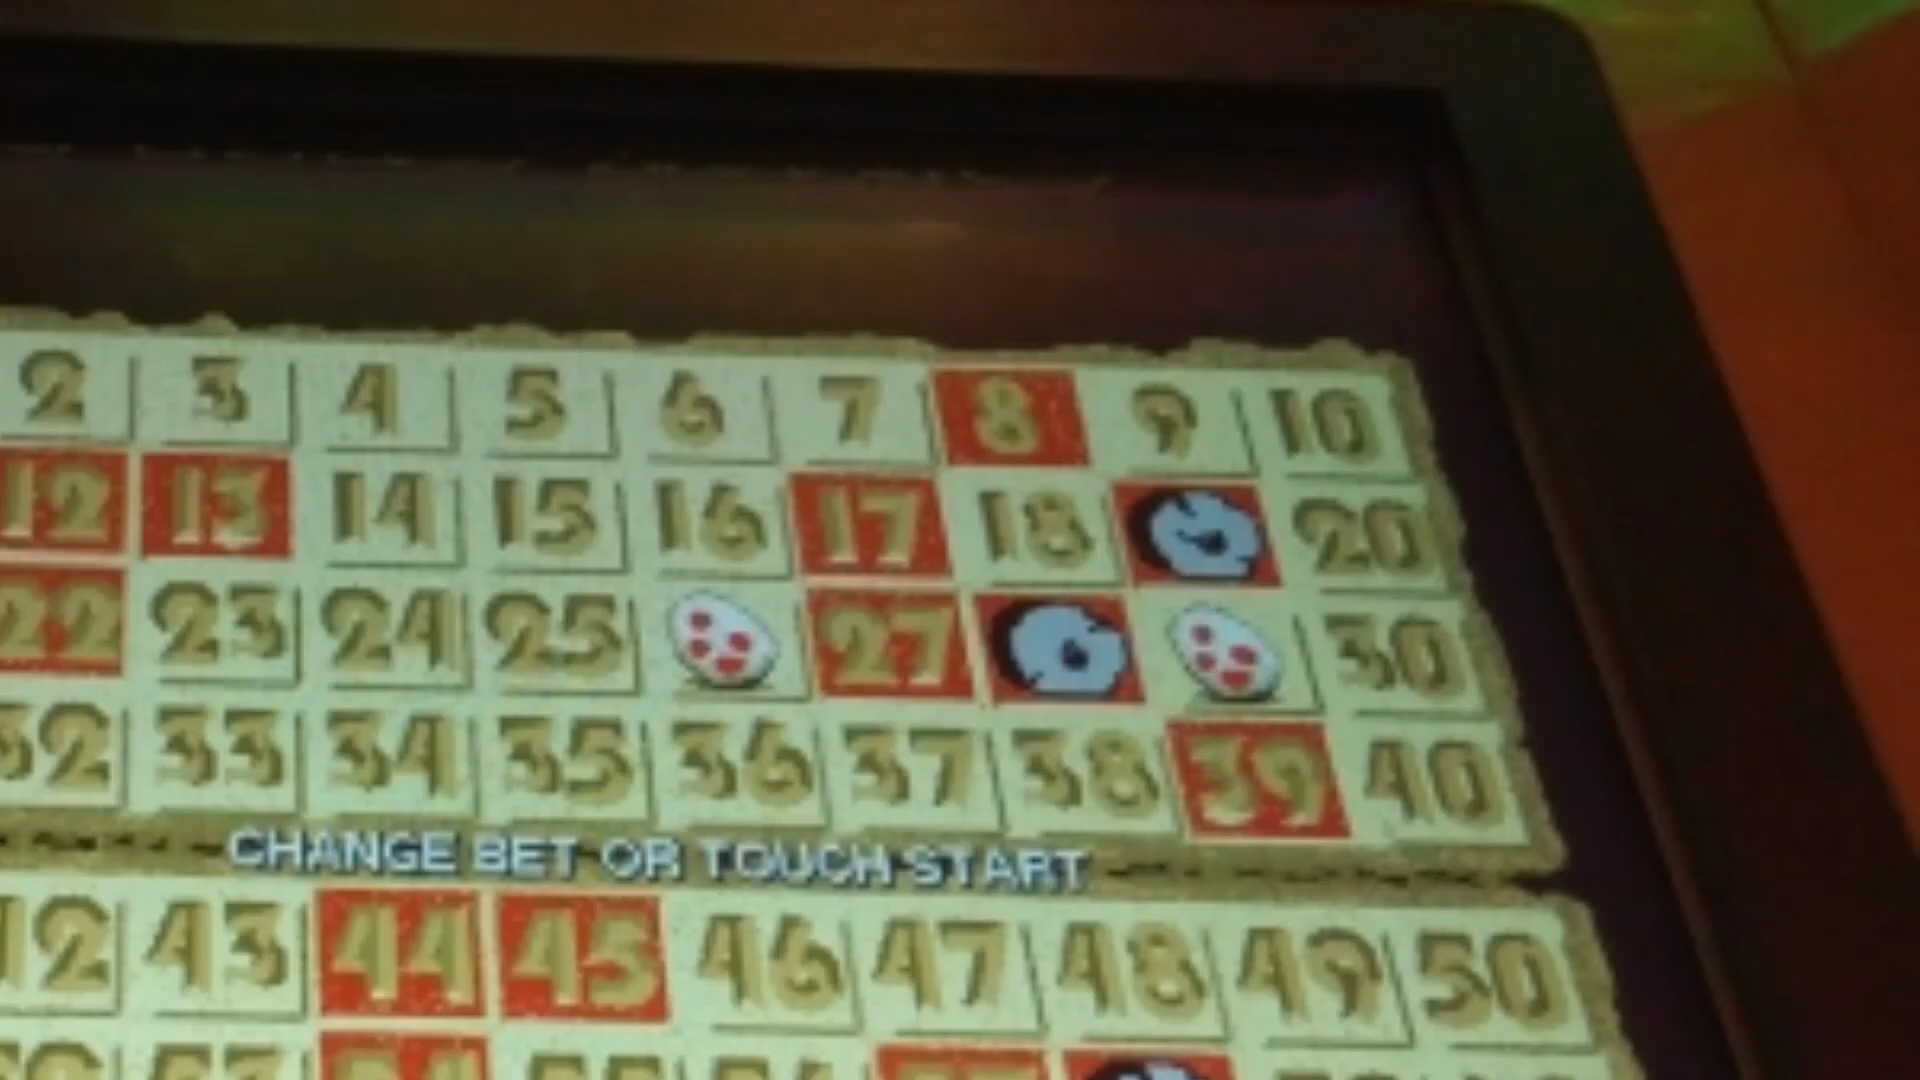 2 3 4 5 6 7 8 9 10
12 13 14 15 16 17 18 20
22 23 24 25 27 30
32 33 34 35 36 37 38 39 40
CHANGE BET OR TOUCH START
43 44 45 46 47 48 49 50